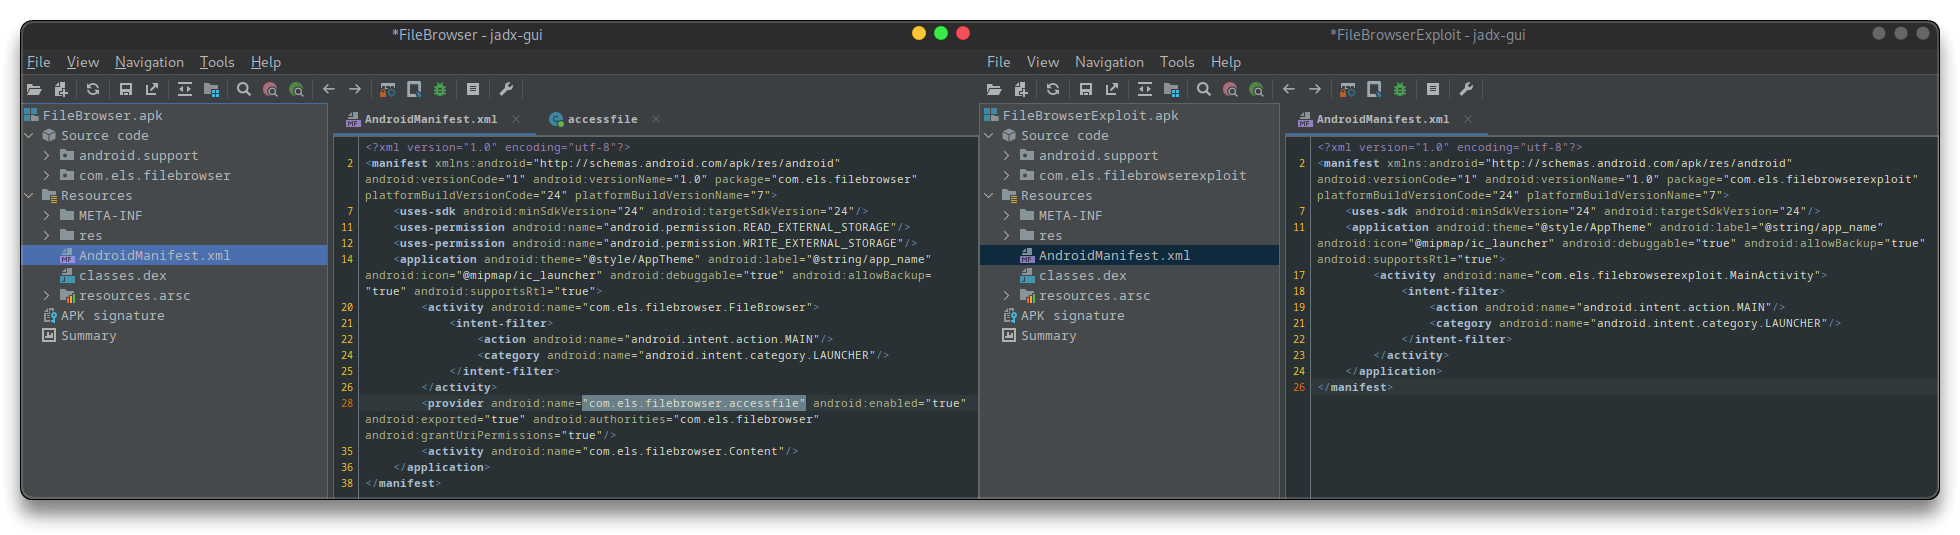 *FileBrowser - jadx-gui
File View Navigation Tools Help
FileBrowser.apk
Source code
android.support
com.els.filebrowser
Resources
META-INF
res
AndroidManifest.xml
classes.dex
resources.arsc
APK signature
Summary
AndroidManifest.xml
accessfile
<?xml version="1.0" encoding="utf-8"?>
2 <manifest xmlns:android="http://schemas.android.com/apk/res/android"
android:versionCode="1" android:versionName="1.0" package="com.els.filebrowser"
platformBuildVersionCode="24" platformBuildVersionName="7">
7 <uses-sdk android:minSdkVersion="24" android:targetSdkVersion="24"/>
11 <uses-permission android:name="android.permission.READ_EXTERNAL_STORAGE"/>
12 <uses-permission android:name="android.permission.WRITE_EXTERNAL_STORAGE"/>
14 <application android:theme="@style/AppTheme" android:label="@string/app_name"
android:icon="@mipmap/ic_launcher" android:debuggable="true" android:allowBackup=
"true" android:supportsRtl="true">
20 <activity android:name="com.els.filebrowser.FileBrowser">
21 <intent-filter>
22 <action android:name="android.intent.action.MAIN"/>
24 <category android:name="android.intent.category.LAUNCHER"/>
25 </intent-filter>
26 </activity>
28 <provider android:name="com.els.filebrowser.accessfile" android:enabled="true"
android:exported="true" android:authorities="com.els.filebrowser"
android:grantUriPermissions="true"/>
35 <activity android:name="com.els.filebrowser.Content"/>
36 </application>
38 </manifest>
*FileBrowserExploit - jadx-gui
File View Navigation Tools Help
FileBrowserExploit.apk
Source code
android.support
com.els.filebrowserexploit
Resources
META-INF
res
AndroidManifest.xml
classes.dex
resources.arsc
APK signature
Summary
AndroidManifest.xml
<?xml version="1.0" encoding="utf-8"?>
2 <manifest xmlns:android="http://schemas.android.com/apk/res/android"
android:versionCode="1" android:versionName="1.0" package="com.els.filebrowserexploit"
platformBuildVersionCode="24" platformBuildVersionName="7">
7 <uses-sdk android:minSdkVersion="24" android:targetSdkVersion="24"/>
11 <application android:theme="@style/AppTheme" android:label="@string/app_name"
android:icon="@mipmap/ic_launcher" android:debuggable="true" android:allowBackup="true"
android:supportsRtl="true">
17 <activity android:name="com.els.filebrowserexploit.MainActivity">
18 <intent-filter>
19 <action android:name="android.intent.action.MAIN"/>
21 <category android:name="android.intent.category.LAUNCHER"/>
22 </intent-filter>
23 </activity>
24 </application>
26 </manifest>